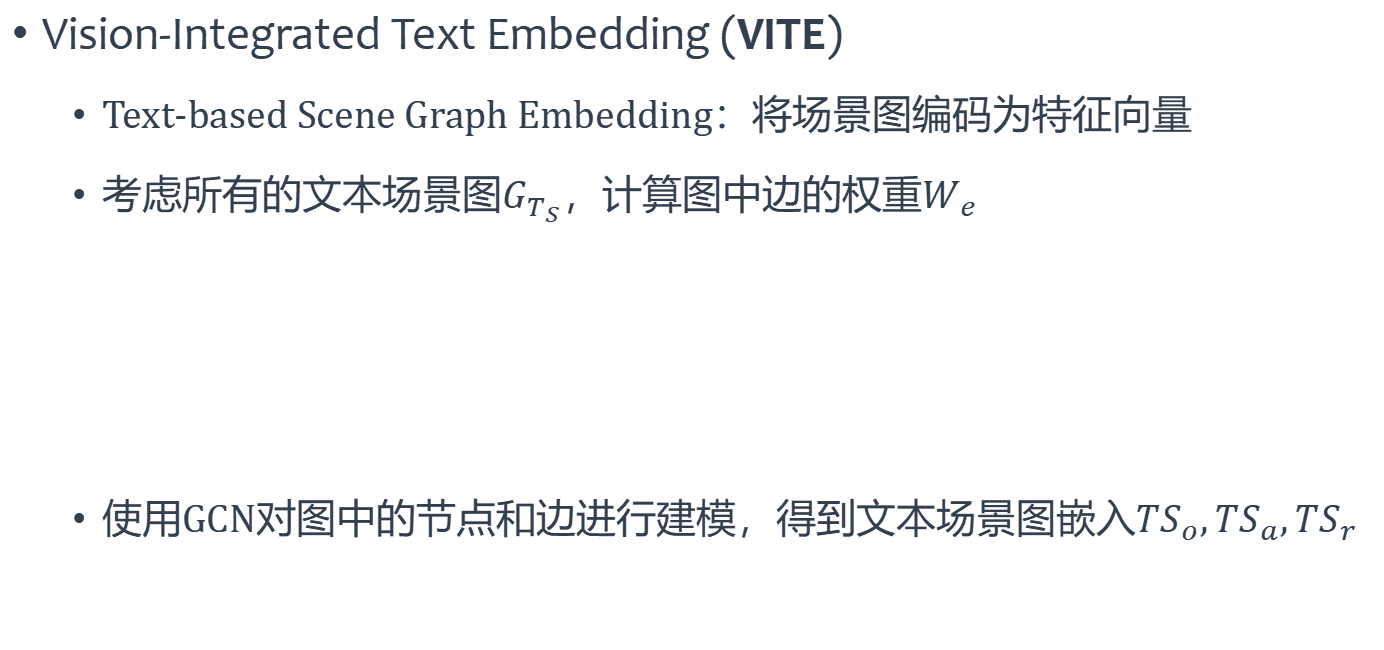 • Vision-Integrated Text Embedding (VITE)
• Text-based Scene Graph Embedding：将场景图编码为特征向量
• 考虑所有的文本场景图G_{T_S}，计算图中边的权重W_e
• 使用GCN对图中的节点和边进行建模，得到文本场景图嵌入TS_o, TS_a, TS_r